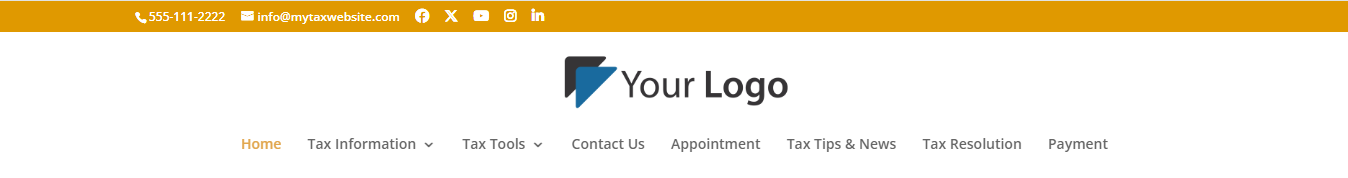 555-111-2222 info@mytaxwebsite.com
Your Logo
Home Tax Information Tax Tools Contact Us Appointment Tax Tips & News Tax Resolution Payment